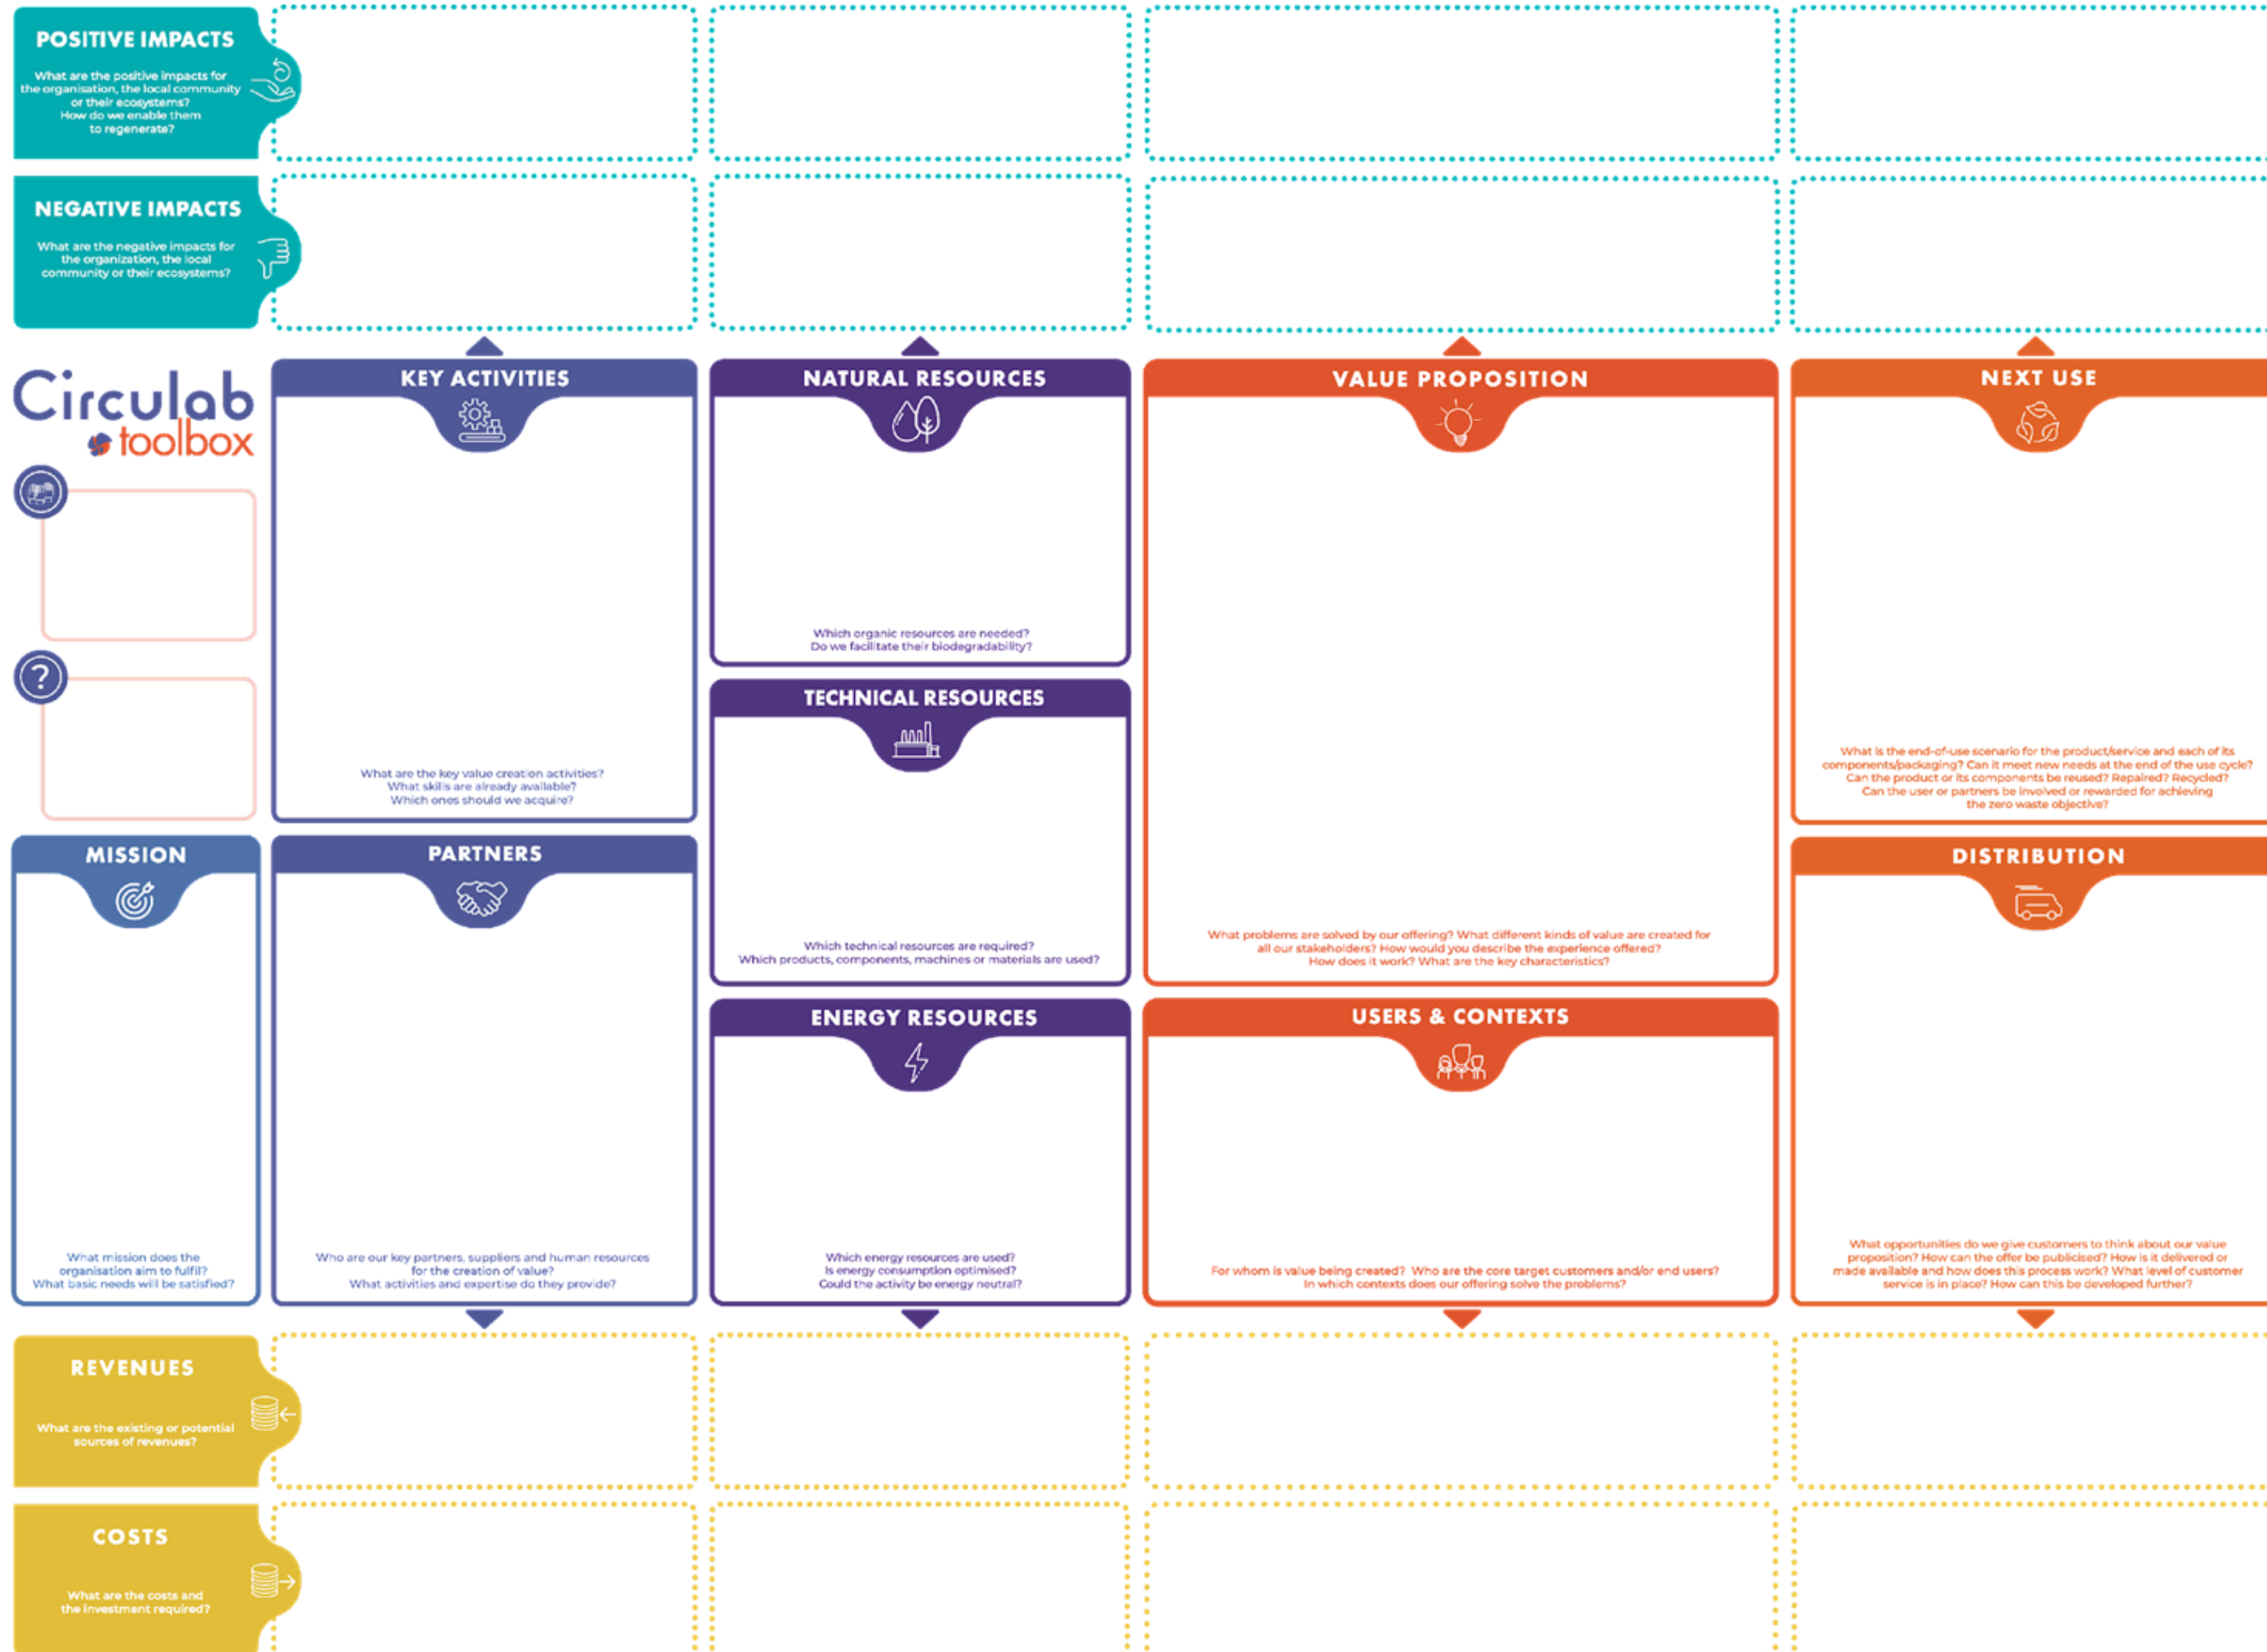 POSITIVE IMPACTS
What are the positive impacts for
the organisation, the local community
or their ecosystems?
How do we enable them
to regenerate?
NEGATIVE IMPACTS
What are the negative impacts for
the organization, the local
community or their ecosystems?
Circulab
toolbox
?
KEY ACTIVITIES
What are the key value creation activities?
What skills are already available?
Which ones should we acquire?
NATURAL RESOURCES
Which organic resources are needed?
Do we facilitate their biodegradability?
TECHNICAL RESOURCES
Which technical resources are required?
Which products, components, machines or materials are used?
VALUE PROPOSITION
What problems are solved by our offering? What different kinds of value are created for
all our stakeholders? How would you describe the experience offered?
How does it work? What are the key characteristics?
NEXT USE
What is the end-of-use scenario for the product/service and each of its
components/packaging? Can it meet new needs at the end of the use cycle?
Can the product or its components be reused? Repaired? Recycled?
Can the user or partners be involved or rewarded for achieving
the zero waste objective?
MISSION
What mission does the
organisation aim to fulfil?
What basic needs will be satisfied?
PARTNERS
Who are our key partners, suppliers and human resources
for the creation of value?
What activities and expertise do they provide?
ENERGY RESOURCES
Which energy resources are used?
Is energy consumption optimised?
Could the activity be energy neutral?
USERS & CONTEXTS
For whom is value being created? Who are the core target customers and/or end users?
In which contexts does our offering solve the problems?
DISTRIBUTION
What opportunities do we give customers to think about our value
proposition? How can the offer be publicised? How is it delivered or
made available and how does this process work? What level of customer
service is in place? How can this be developed further?
REVENUES
What are the existing or potential
sources of revenues?
COSTS
What are the costs and
the investment required?